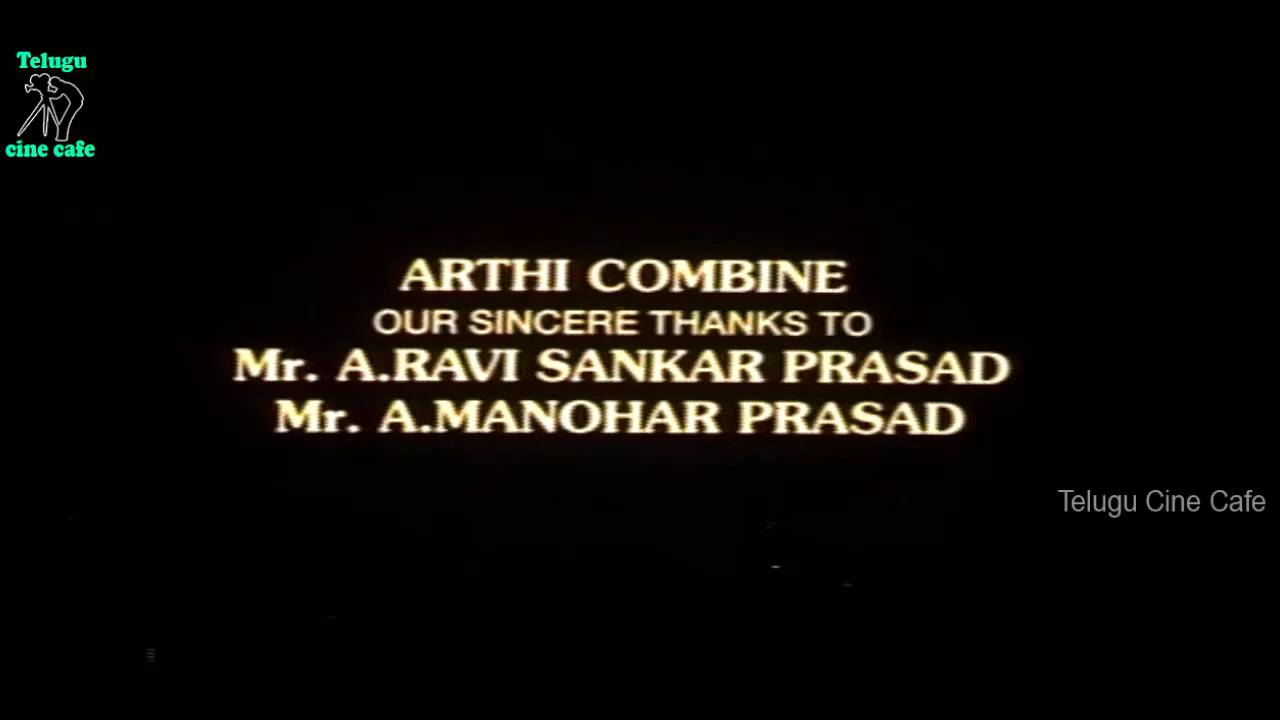 Telugu
cine cafe
ARTHI COMBINE
OUR SINCERE THANKS TO
Mr. A.RAVI SANKAR PRASAD
Mr. A.MANOHAR PRASAD
Telugu Cine Cafe